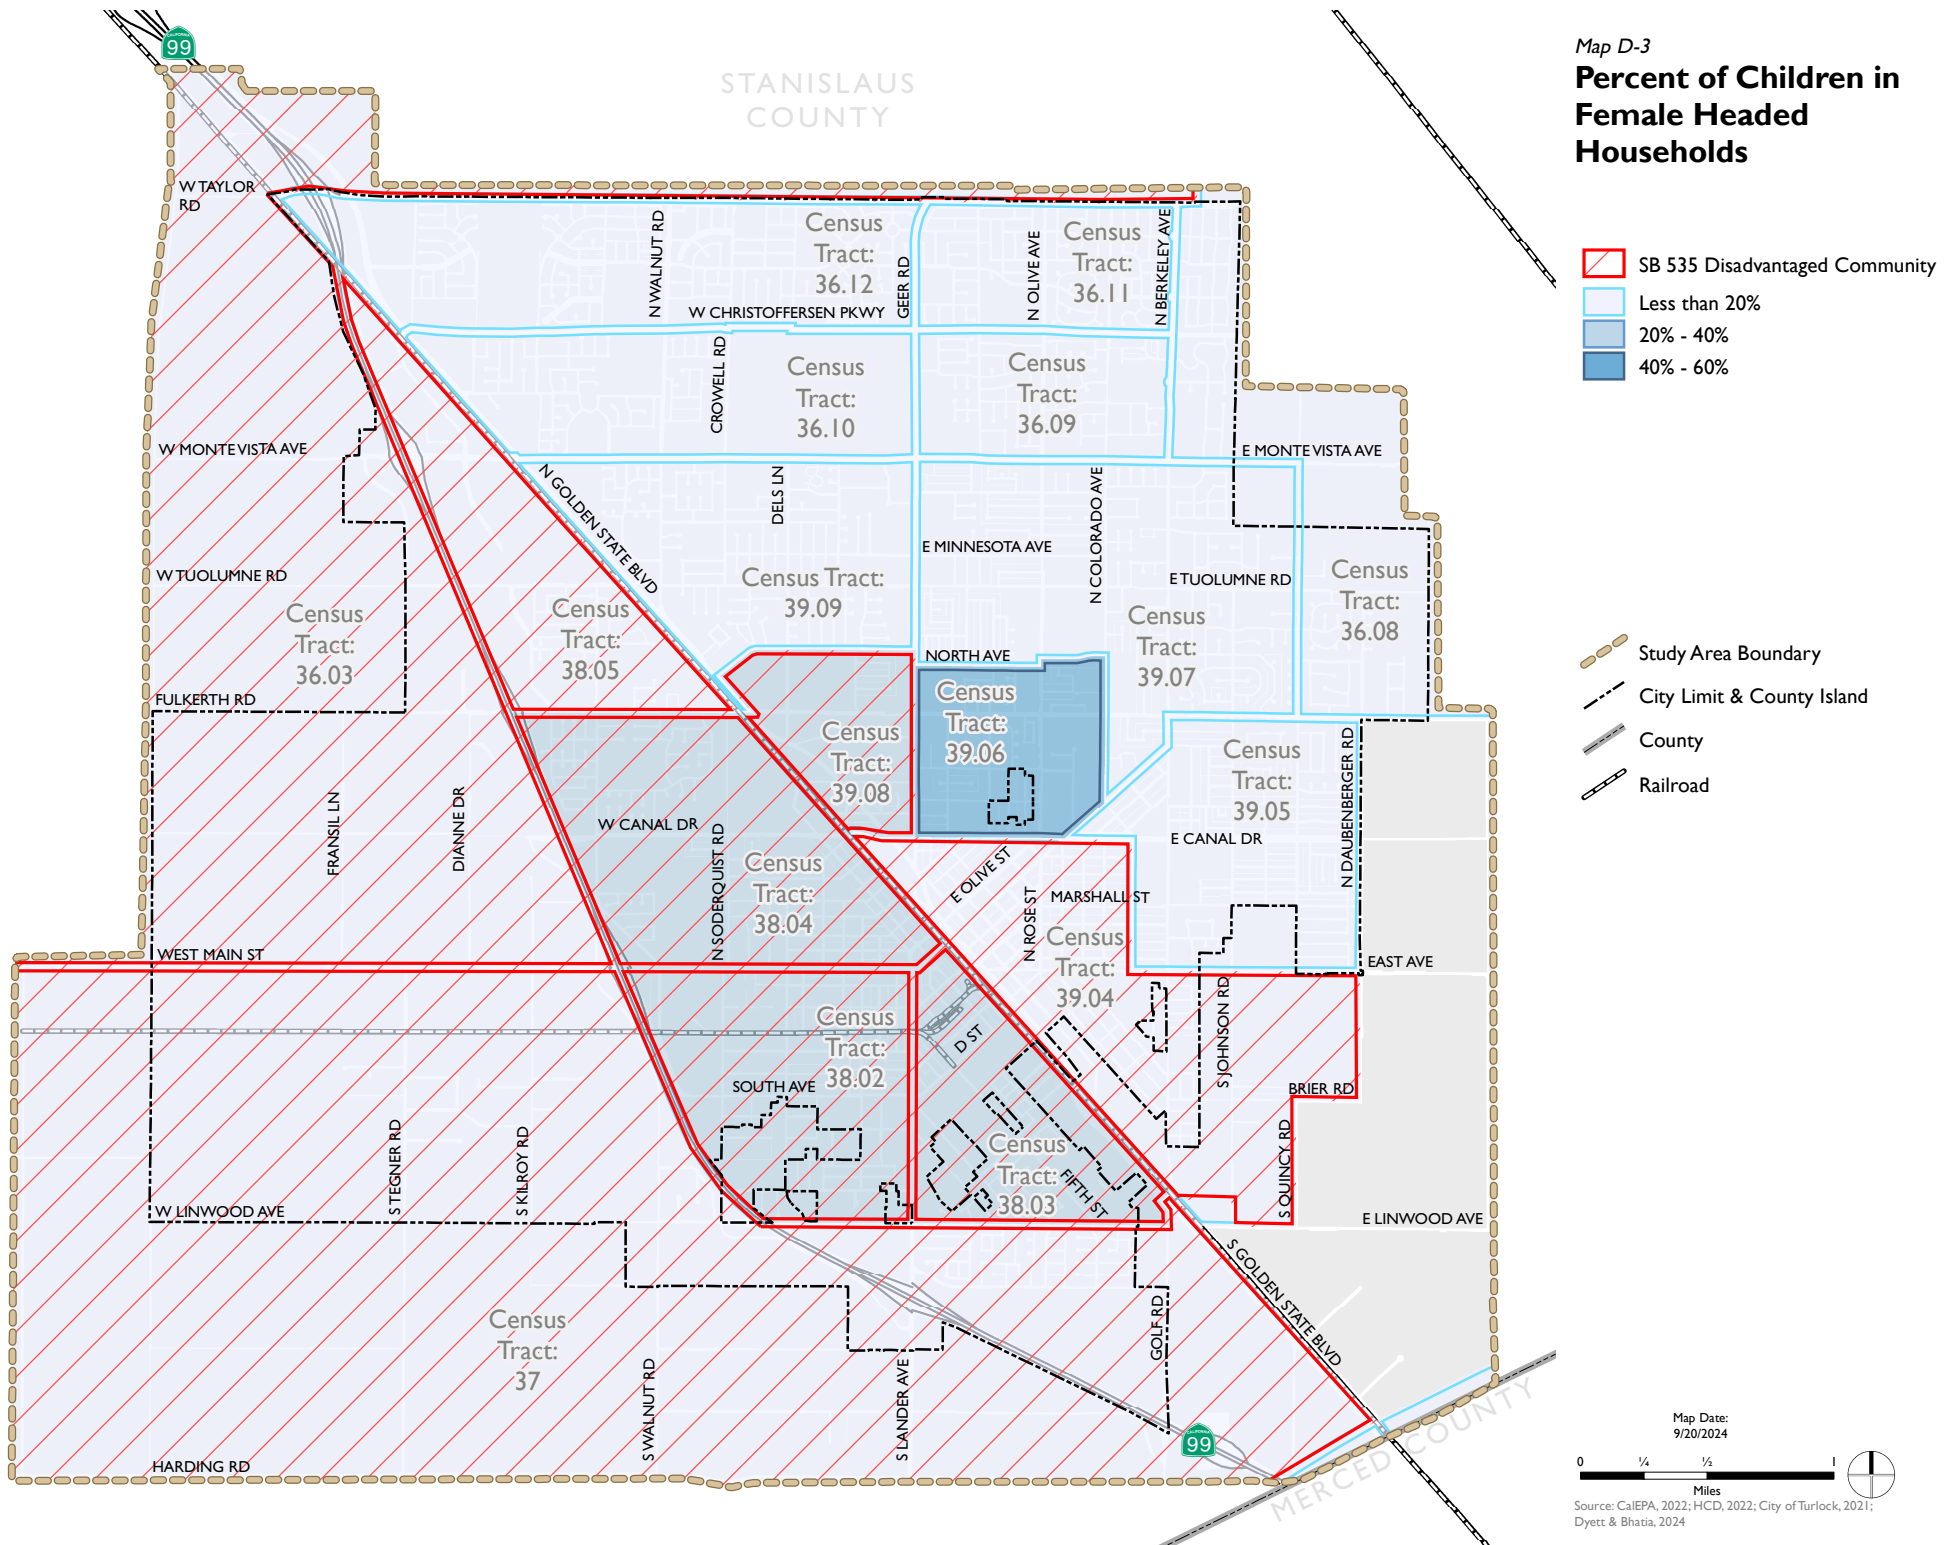 Map D-3
Percent of Children in
Female Headed
Households
SB 535 Disadvantaged Community
Less than 20%
20% - 40%
40% - 60%
Study Area Boundary
City Limit & County Island
County
Railroad
Map Date:
9/20/2024
0 ¼ ½ 1
Miles
Source: CalEPA, 2022; HCD, 2022; City of Turlock, 2021;
Dyett & Bhatia, 2024
CALIFORNIA
99
STANISLAUS
COUNTY
W TAYLOR
RD
N WALNUT RD
Census
Tract:
36.12
GEER RD
N OLIVE AVE
Census
Tract:
36.11
N BERKELEY AVE
W CHRISTOFFERSEN PKWY
CROWELL RD
Census
Tract:
36.10
Census
Tract:
36.09
W MONTE VISTA AVE
E MONTE VISTA AVE
N GOLDEN STATE BLVD
DELS LN
N COLORADO AVE
E MINNESOTA AVE
W TUOLUMNE RD
Census Tract:
39.09
E TUOLUMNE RD
Census
Tract:
36.08
Census
Tract:
36.03
Census
Tract:
38.05
Census
Tract:
39.07
NORTH AVE
FULKERTH RD
Census
Tract:
39.06
Census
Tract:
39.08
Census
Tract:
39.05
N DAUBENBERGER RD
FRANSIL LN
DIANNE DR
W CANAL DR
N SODERQUIST RD
E CANAL DR
Census
Tract:
38.04
E OLIVE ST
N ROSE ST
MARSHALL ST
Census
Tract:
39.04
WEST MAIN ST
EAST AVE
Census
Tract:
38.02
D ST
S JOHNSON RD
SOUTH AVE
BRIER RD
S TEGNER RD
S KILROY RD
Census
Tract:
38.03
FIFTH ST
S QUINCY RD
W LINWOOD AVE
E LINWOOD AVE
S GOLDEN STATE BLVD
Census
Tract:
37
GOLF RD
S WALNUT RD
S LANDER AVE
CALIFORNIA
99
HARDING RD
MERCED COUNTY